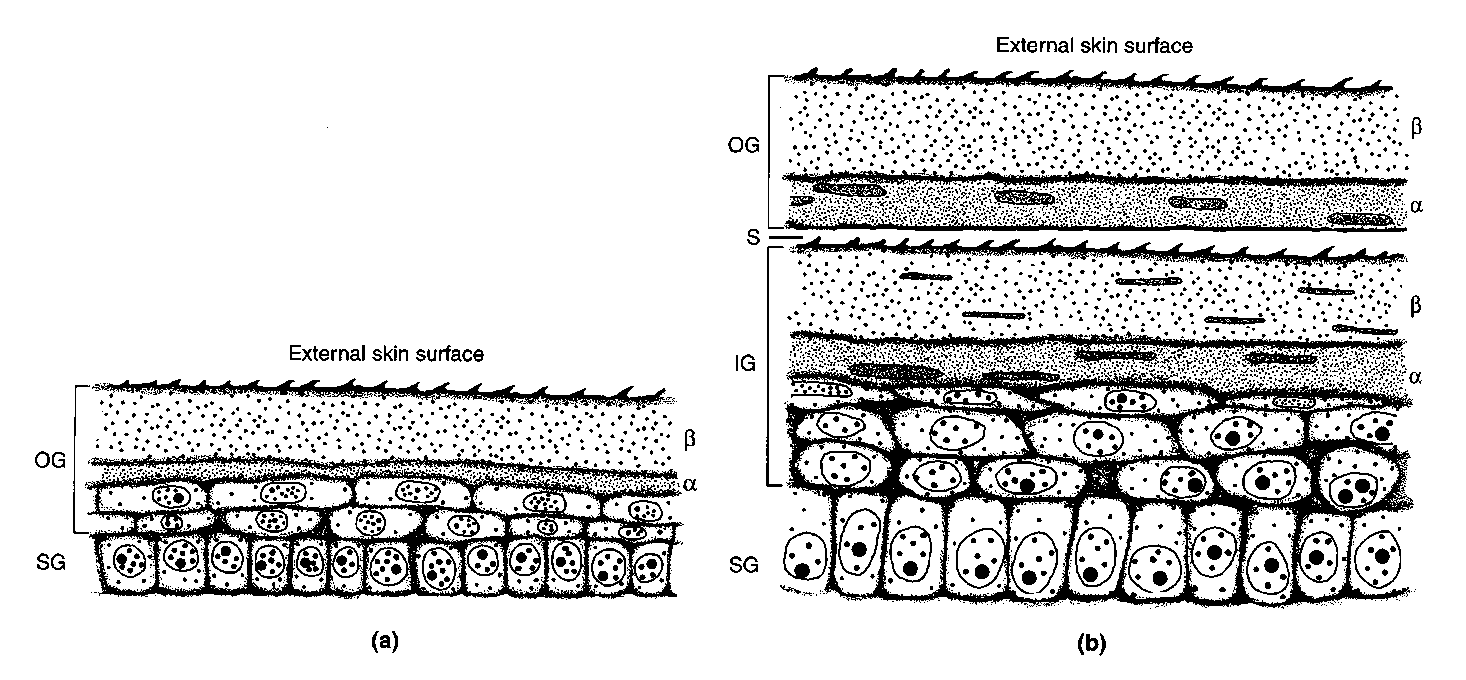 External skin surface
OG
β
α
SG
(a)
External skin surface
OG
β
α
S
IG
β
α
SG
(b)